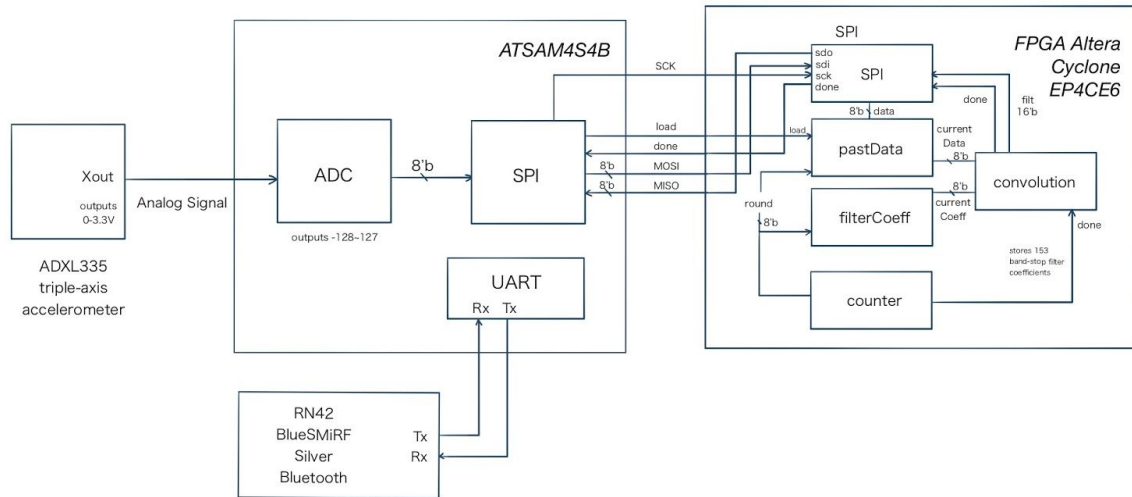 ATSAM4S4B
SPI
FPGA Altera
Cyclone
EP4CE6
sdo
sdi
sck
done
SPI
SCK
done
filt
16'b
8'b data
Xout
outputs
0-3.3V
Analog Signal
ADC
8'b
SPI
outputs -128~127
load
done
8'b MOSI
8'b MISO
load
pastData
current
Data
8'b
convolution
round
8'b
filterCoeff
8'b
current
Coeff
stores 153
band-stop filter
coefficients
done
counter
ADXL335
triple-axis
accelerometer
UART
Rx Tx
RN42
BlueSMiRF
Silver
Bluetooth
Tx
Rx